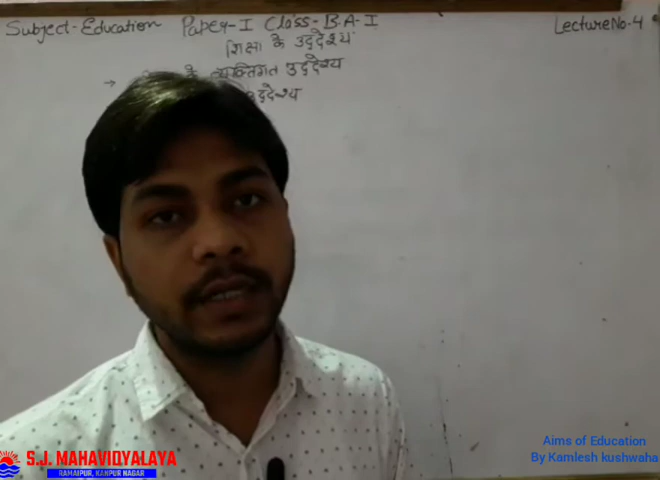 Subject-Education Paper-I Class-B.A-I Lecture No-4
शिक्षा के उद्देश्य
→ के व्यक्तिगत उद्देश्य
उद्देश्य
Aims of Education
By Kamlesh kushwaha
S.J. MAHAVIDYALAYA
RAMAIPUR, KANPUR NAGAR